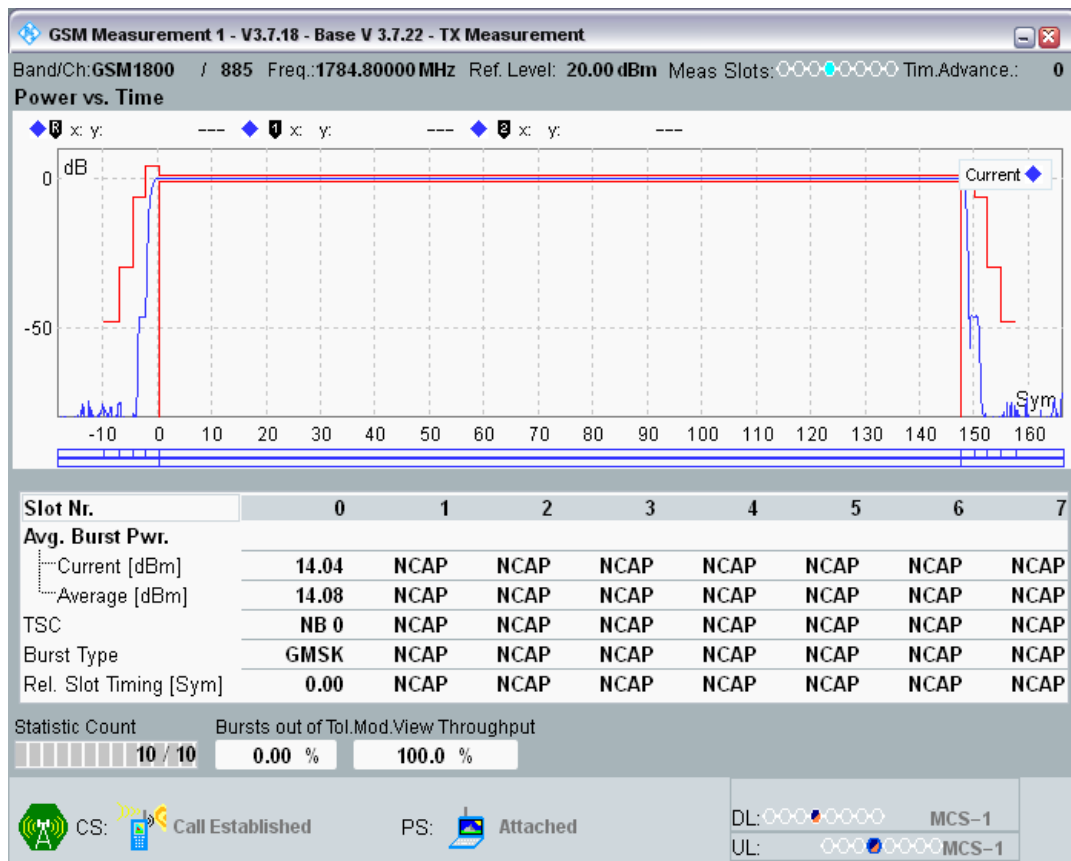 GSM Measurement 1 - V3.7.18 - Base V 3.7.22 - TX Measurement
Band/Ch:GSM1800 / 885 Freq.:1784.80000 MHz Ref. Level: 20.00 dBm Meas Slots: Tim.Advance.: 0
Power vs. Time
R x: y: --- 1 x: y: --- 2 x: y: ---
dB
Current
0
-50
Sym
-10 0 10 20 30 40 50 60 70 80 90 100 110 120 130 140 150 160
Slot Nr. 0 1 2 3 4 5 6 7
Avg. Burst Pwr.
Current [dBm] 14.04 NCAP NCAP NCAP NCAP NCAP NCAP NCAP
Average [dBm] 14.08 NCAP NCAP NCAP NCAP NCAP NCAP NCAP
TSC NB 0 NCAP NCAP NCAP NCAP NCAP NCAP NCAP
Burst Type GMSK NCAP NCAP NCAP NCAP NCAP NCAP NCAP
Rel. Slot Timing [Sym] 0.00 NCAP NCAP NCAP NCAP NCAP NCAP NCAP
Statistic Count Bursts out of Tol.Mod.View Throughput
10 / 10 0.00 % 100.0 %
CS: Call Established PS: Attached
DL: MCS-1
UL: MCS-1